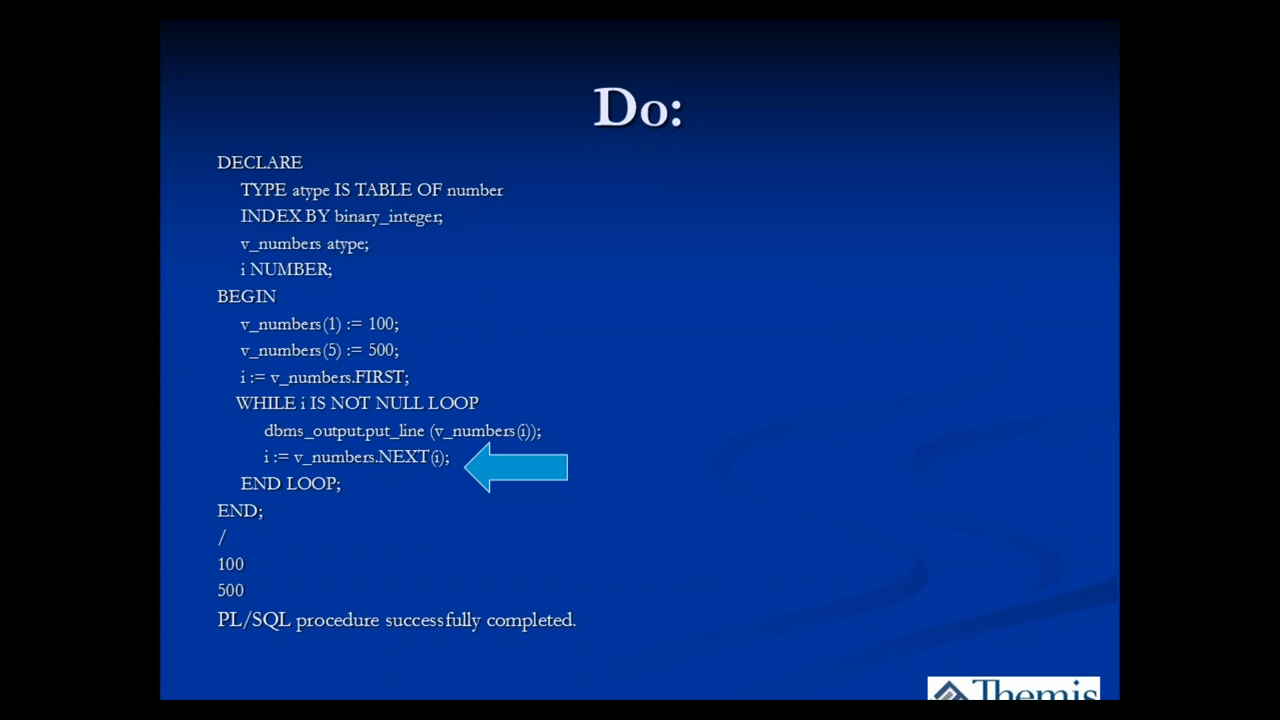 Do:
DECLARE
TYPE atype IS TABLE OF number
INDEX BY binary_integer;
v_numbers atype;
i NUMBER;
BEGIN
v_numbers(1) := 100;
v_numbers(5) := 500;
i := v_numbers.FIRST;
WHILE i IS NOT NULL LOOP
dbms_output.put_line (v_numbers(i));
i := v_numbers.NEXT(i);
END LOOP;
END;
/
100
500
PL/SQL procedure successfully completed.
Themis